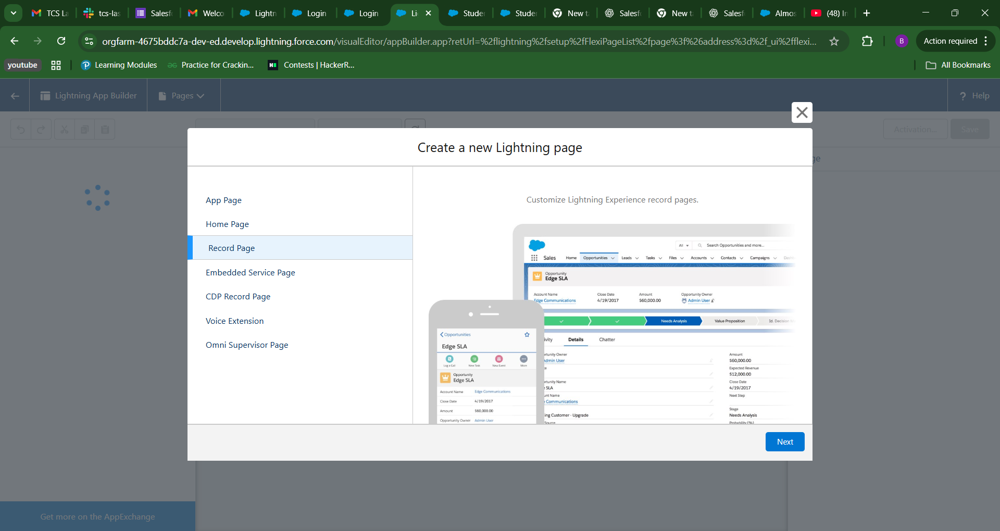 TCS La
tcs-las
Salesf
Welco
Lightn
Login
Login
Li
Studer
Studer
New t
Salesf
New t
Salesf
Almos
(48) In
orgfarm-4675bddc7a-dev-ed.develop.lightning.force.com/visualEditor/appBuilder.app?retUrl=%2flightning%2fsetup%2fFlexiPageList%2fpage%3f%26address%3d%2f_ui%2fflexi...
B
Action required
youtube
Learning Modules
Practice for Crackin...
Contests | HackerR...
All Bookmarks
Lightning App Builder
Pages
? Help
Activation...
Save
Create a new Lightning page
ge
App Page
Home Page
Record Page
Embedded Service Page
CDP Record Page
Voice Extension
Omni Supervisor Page
Customize Lightning Experience record pages.
All
Search Opportunities and more...
Sales
Home
Opportunities
Leads
Tasks
Files
Accounts
Contacts
Campaigns
Opportunity
Edge SLA
Account Name
Close Date
Amount
Opportunity Owner
Edge Communications
4/19/2017
$60,000.00
Admin User
Needs Analysis
Value Proposition
Id. Decision M
ivity
Details
Chatter
rtunity Owner
Admin User
rtunity Name
SLA
unt Name
Communications
ing Customer - Upgrade
Source
Amount
$60,000.00
Expected Revenue
$12,000.00
Close Date
4/19/2017
Next Step
Stage
Needs Analysis
Probability (%)
Opportunities
Edge SLA
Log a Call
New Task
New Event
More
Opportunity
Edge SLA
Account Name
Edge Communications
Close Date
4/19/2017
Amount
$60,000.00
Opportunity Owner
Admin User
Next
Get more on the AppExchange